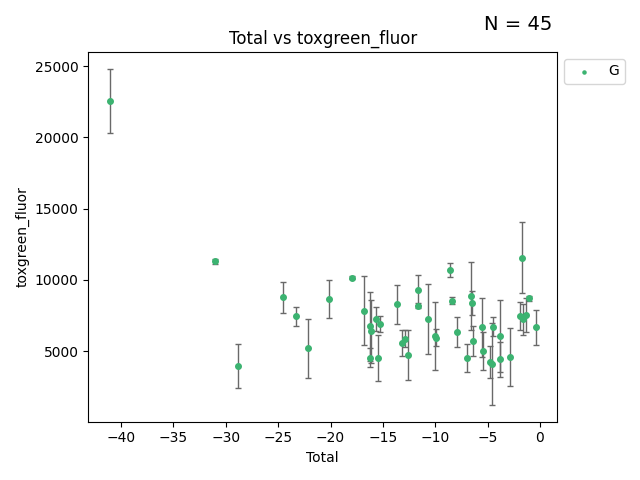 N = 45
Total vs toxgreen_fluor
G
25000
20000
15000
10000
5000
toxgreen_fluor
−40 −35 −30 −25 −20 −15 −10 −5 0
Total